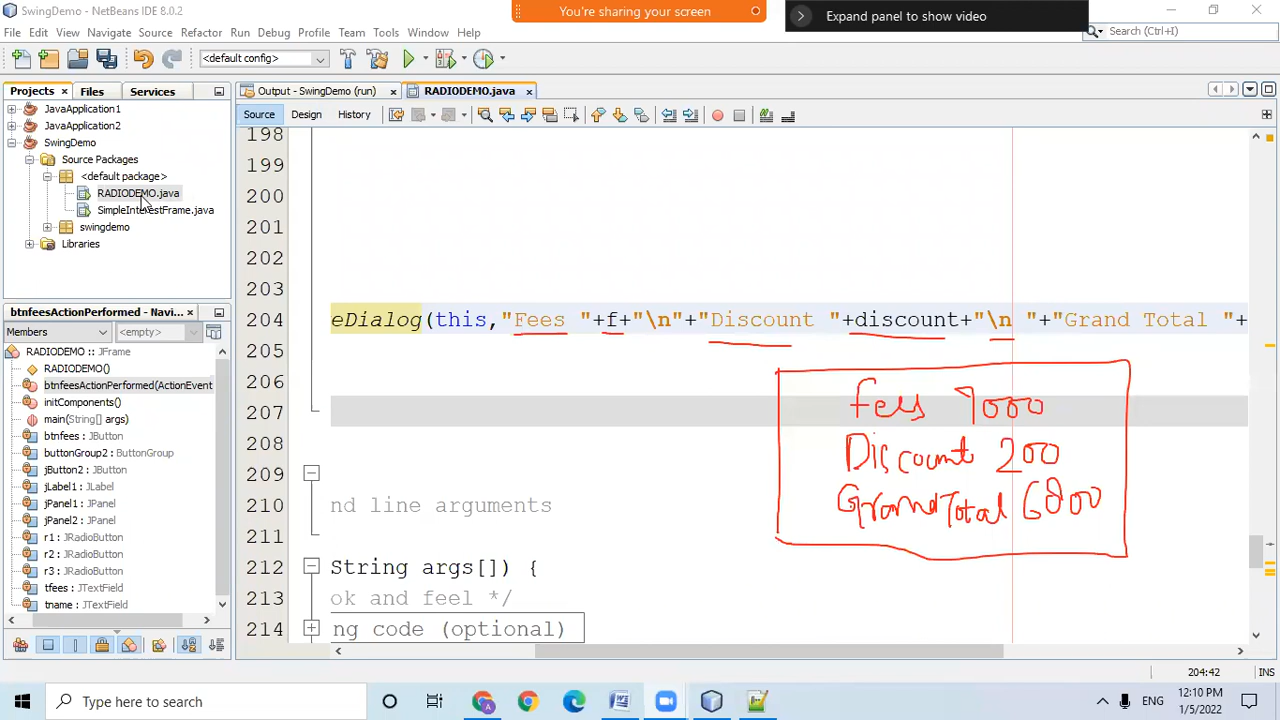 SwingDemo - NetBeans IDE 8.0.2
You're sharing your screen
Expand panel to show video
File Edit View Navigate Source Refactor Run Debug Profile Team Tools Window Help
Search (Ctrl+I)
<default config>
Projects Files Services
Output - SwingDemo (run) RADIODEMO.java
Source Design History
JavaApplication1
JavaApplication2
SwingDemo
Source Packages
<default package>
RADIODEMO.java
SimpleInterestFrame.java
swingdemo
Libraries
btnfeesActionPerformed - Navi...
Members <empty>
RADIODEMO :: JFrame
RADIODEMO()
btnfeesActionPerformed(ActionEvent
initComponents()
main(String[] args)
btnfees : JButton
buttonGroup2 : ButtonGroup
jButton2 : JButton
jLabel1 : JLabel
jPanel1 : JPanel
jPanel2 : JPanel
r1 : JRadioButton
r2 : JRadioButton
r3 : JRadioButton
tfees : JTextField
tname : JTextField
198
199
200
201
202
203
204 eDialog(this,"Fees "+f+"\n"+"Discount "+discount+"\n "+"Grand Total "+
205
206
207
208
209
210 nd line arguments
211
212 String args[]) {
213 ok and feel */
214 ng code (optional)
Fees 7000
Discount 200
GrandTotal 6800
204:42 INS
Type here to search
ENG
12:10 PM
1/5/2022